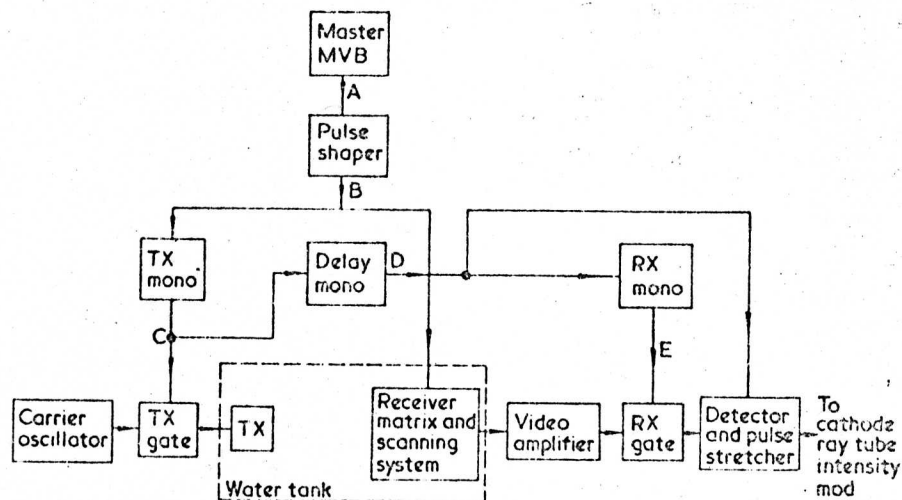 Master
MVB
A
Pulse
shaper
B
TX
mono
Delay
mono
D
RX
mono
C
E
Carrier
oscillator
TX
gate
TX
Receiver
matrix and
scanning
system
Video
amplifier
RX
gate
Detector
and pulse
stretcher
To
cathode
ray tube
intensity
mod
Water tank